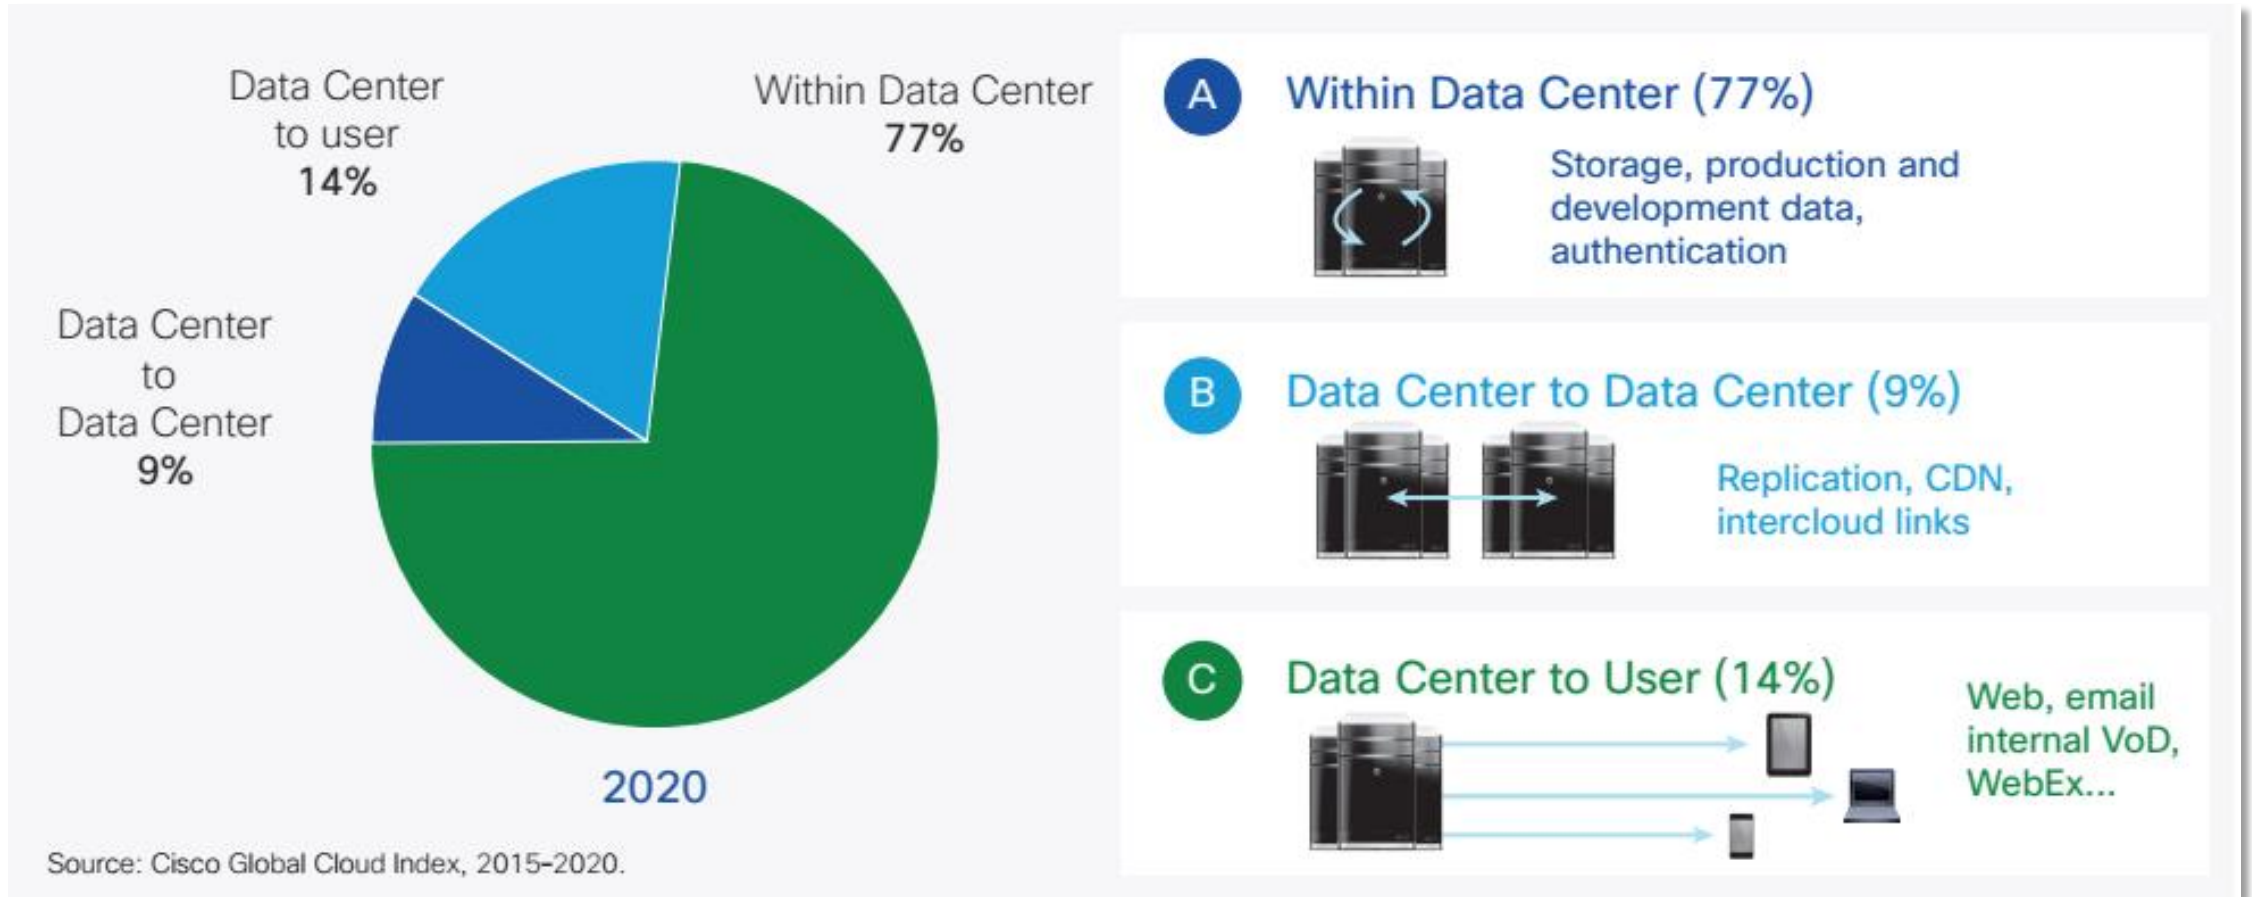 Data Center
to user
14%
Within Data Center
77%
Data Center
to
Data Center
9%
2020
Source: Cisco Global Cloud Index, 2015–2020.
A
Within Data Center (77%)
Storage, production and
development data,
authentication
B
Data Center to Data Center (9%)
Replication, CDN,
intercloud links
C
Data Center to User (14%)
Web, email
internal VoD,
WebEx...